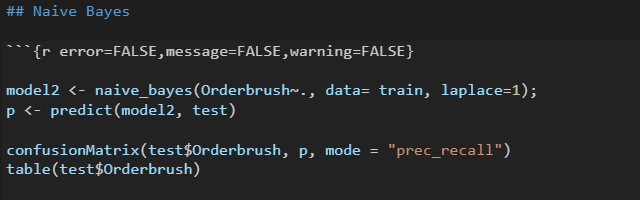 ## Naive Bayes
```{r error=FALSE,message=FALSE,warning=FALSE}
model2 <- naive_bayes(Orderbrush~., data= train, laplace=1);
p <- predict(model2, test)
confusionMatrix(test$Orderbrush, p, mode = "prec_recall")
table(test$Orderbrush)